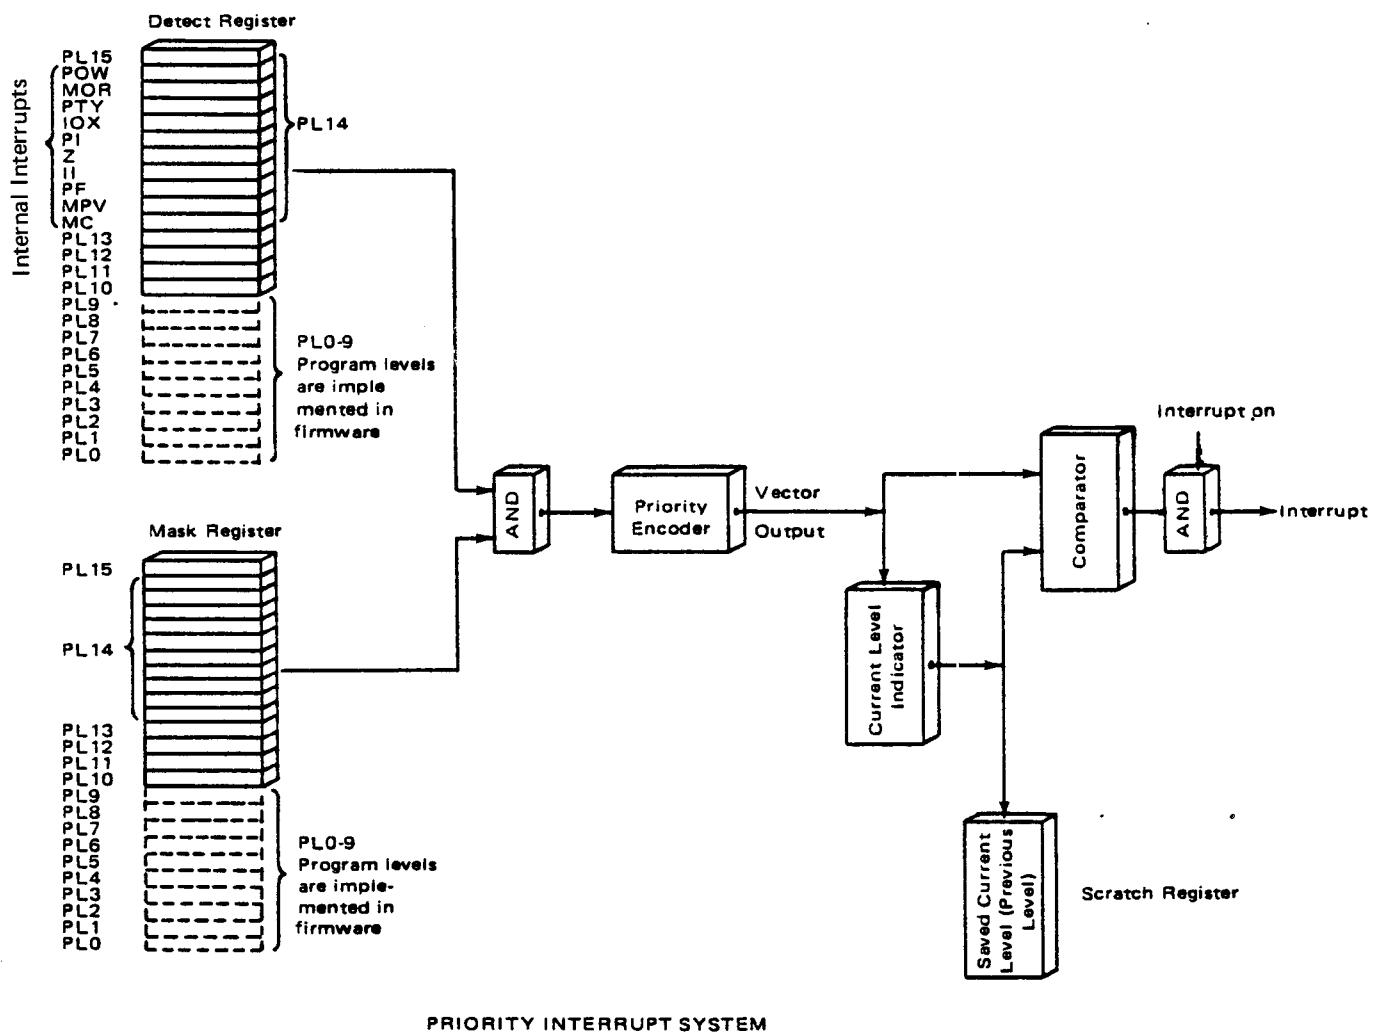 Detect Register
Internal Interrupts
PL15
POW
MOR
PTY
IOX
PI
Z
II
PF
MPV
MC
PL13
PL12
PL11
PL10
PL9
PL8
PL7
PL6
PL5
PL4
PL3
PL2
PL1
PL0
PL14
PL0-9
Program levels
are imple
mented in
firmware
Mask Register
PL15
PL14
PL13
PL12
PL11
PL10
PL9
PL8
PL7
PL6
PL5
PL4
PL3
PL2
PL1
PL0
PL0-9
Program levels
are imple-
mented in
firmware
AND
Priority
Encoder
Vector
Output
Current Level
Indicator
Comparator
Interrupt on
AND
Interrupt
Saved Current
Level (Previous
Level)
Scratch Register
PRIORITY INTERRUPT SYSTEM